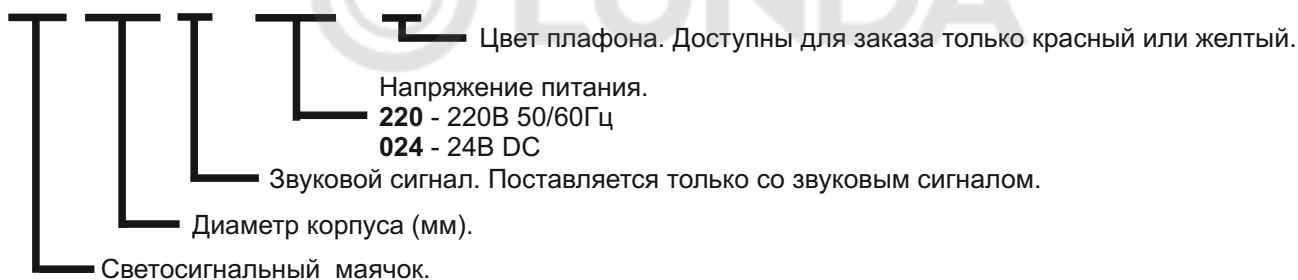 LONDA
Цвет плафона. Доступны для заказа только красный или желтый.
Напряжение питания.
220 - 220В 50/60Гц
024 - 24В DC
Звуковой сигнал. Поставляется только со звуковым сигналом.
Диаметр корпуса (мм).
Светосигнальный маячок.